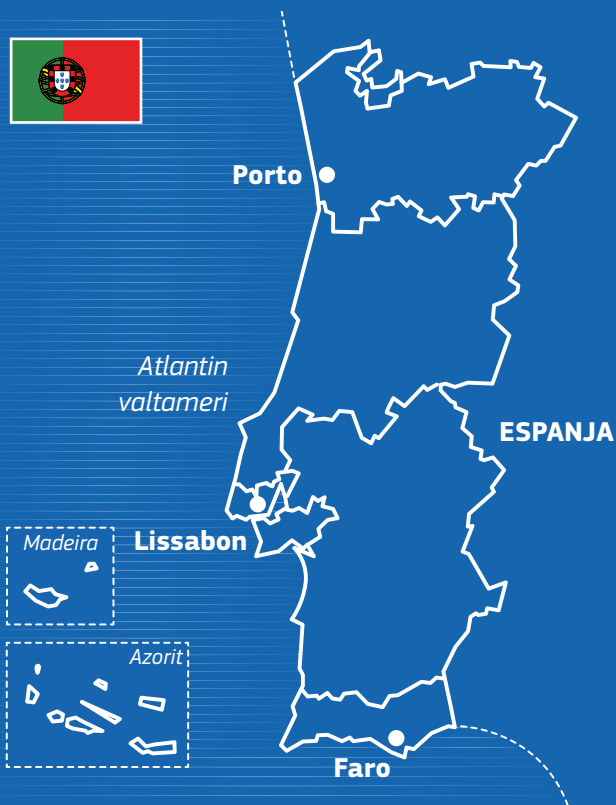 Porto
Atlantin
valtameri
ESPANJA
Lissabon
Madeira
Azorit
Faro